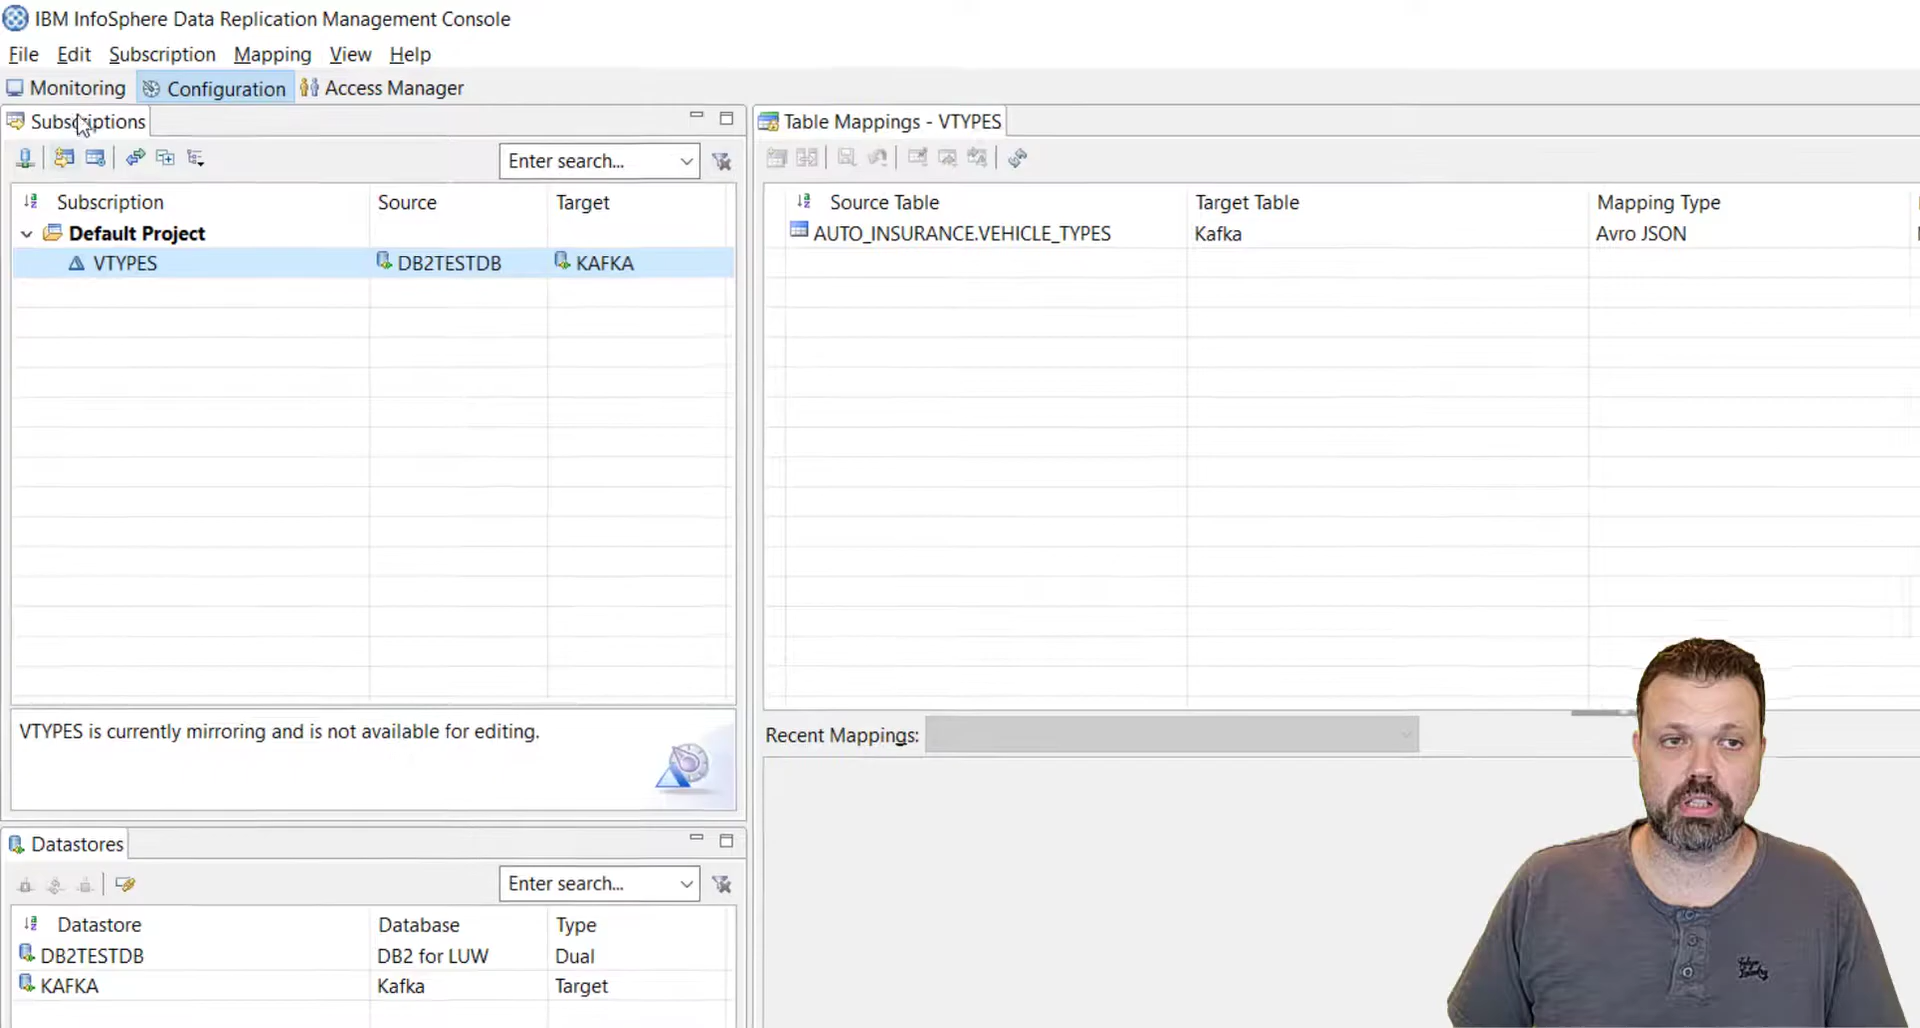 IBM InfoSphere Data Replication Management Console
File Edit Subscription Mapping View Help
Monitoring Configuration Access Manager
Subscriptions
Enter search...
Subscription Source Target
Default Project
VTYPES DB2TESTDB KAFKA
VTYPES is currently mirroring and is not available for editing.
Datastores
Enter search...
Datastore Database Type
DB2TESTDB DB2 for LUW Dual
KAFKA Kafka Target
Table Mappings - VTYPES
Source Table Target Table Mapping Type
AUTO_INSURANCE.VEHICLE_TYPES Kafka Avro JSON
Recent Mappings: